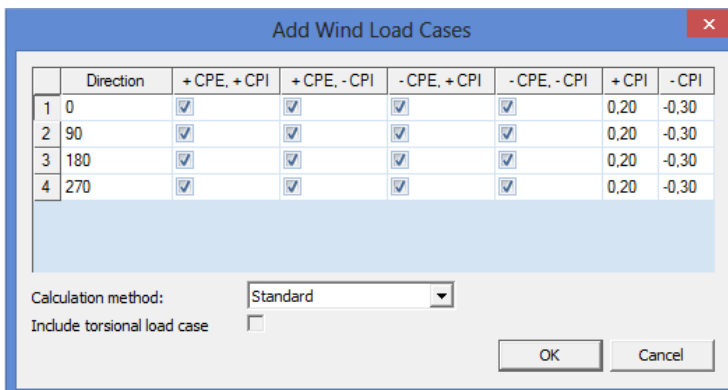 Add Wind Load Cases
Direction + CPE, + CPI + CPE, - CPI - CPE, + CPI - CPE, - CPI + CPI - CPI
1 0 0,20 -0,30
2 90 0,20 -0,30
3 180 0,20 -0,30
4 270 0,20 -0,30
Calculation method: Standard
Include torsional load case
OK Cancel